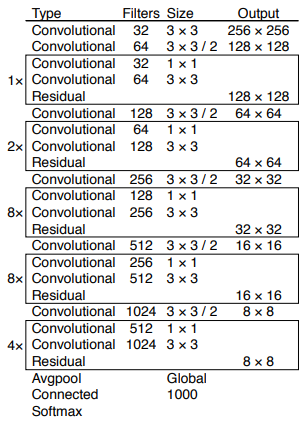 Type Filters Size Output
Convolutional 32 3 × 3 256 × 256
Convolutional 64 3 × 3 / 2 128 × 128
Convolutional 32 1 × 1
1× Convolutional 64 3 × 3
Residual 128 × 128
Convolutional 128 3 × 3 / 2 64 × 64
Convolutional 64 1 × 1
2× Convolutional 128 3 × 3
Residual 64 × 64
Convolutional 256 3 × 3 / 2 32 × 32
Convolutional 128 1 × 1
8× Convolutional 256 3 × 3
Residual 32 × 32
Convolutional 512 3 × 3 / 2 16 × 16
Convolutional 256 1 × 1
8× Convolutional 512 3 × 3
Residual 16 × 16
Convolutional 1024 3 × 3 / 2 8 × 8
Convolutional 512 1 × 1
4× Convolutional 1024 3 × 3
Residual 8 × 8
Avgpool Global
Connected 1000
Softmax